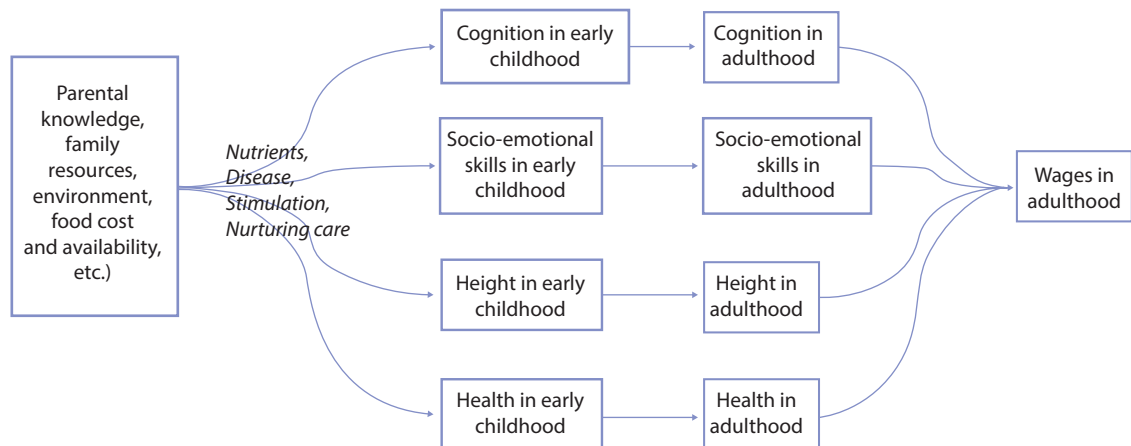 Parental
knowledge,
family
resources,
environment,
food cost
and availability,
etc.)
Nutrients,
Disease,
Stimulation,
Nurturing care
Cognition in early
childhood
Cognition in
adulthood
Socio-emotional
skills in early
childhood
Socio-emotional
skills in
adulthood
Height in early
childhood
Height in
adulthood
Health in early
childhood
Health in
adulthood
Wages in
adulthood